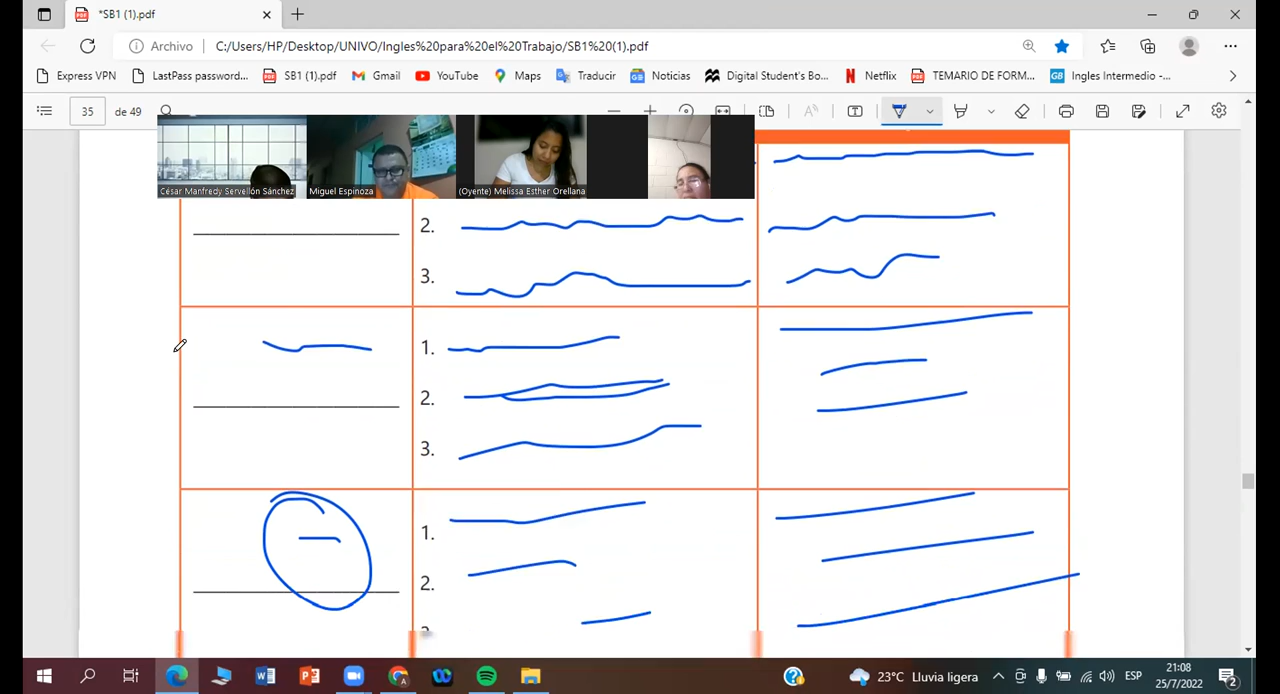 *SB1 (1).pdf
Archivo
C:/Users/HP/Desktop/UNIVO/Ingles%20para%20el%20Trabajo/SB1%20(1).pdf
Express VPN
LastPass password...
SB1 (1).pdf
Gmail
YouTube
Maps
Traducir
Noticias
Digital Student's Bo...
Netflix
TEMARIO DE FORM...
Ingles Intermedio -...
35 de 49
César Manfredy Servellón Sánchez
Miguel Espinoza
(Oyente) Melissa Esther Orellana
2.
3.
1.
2.
3.
1.
2.
23°C Lluvia ligera
ESP
21:08
25/7/2022
2